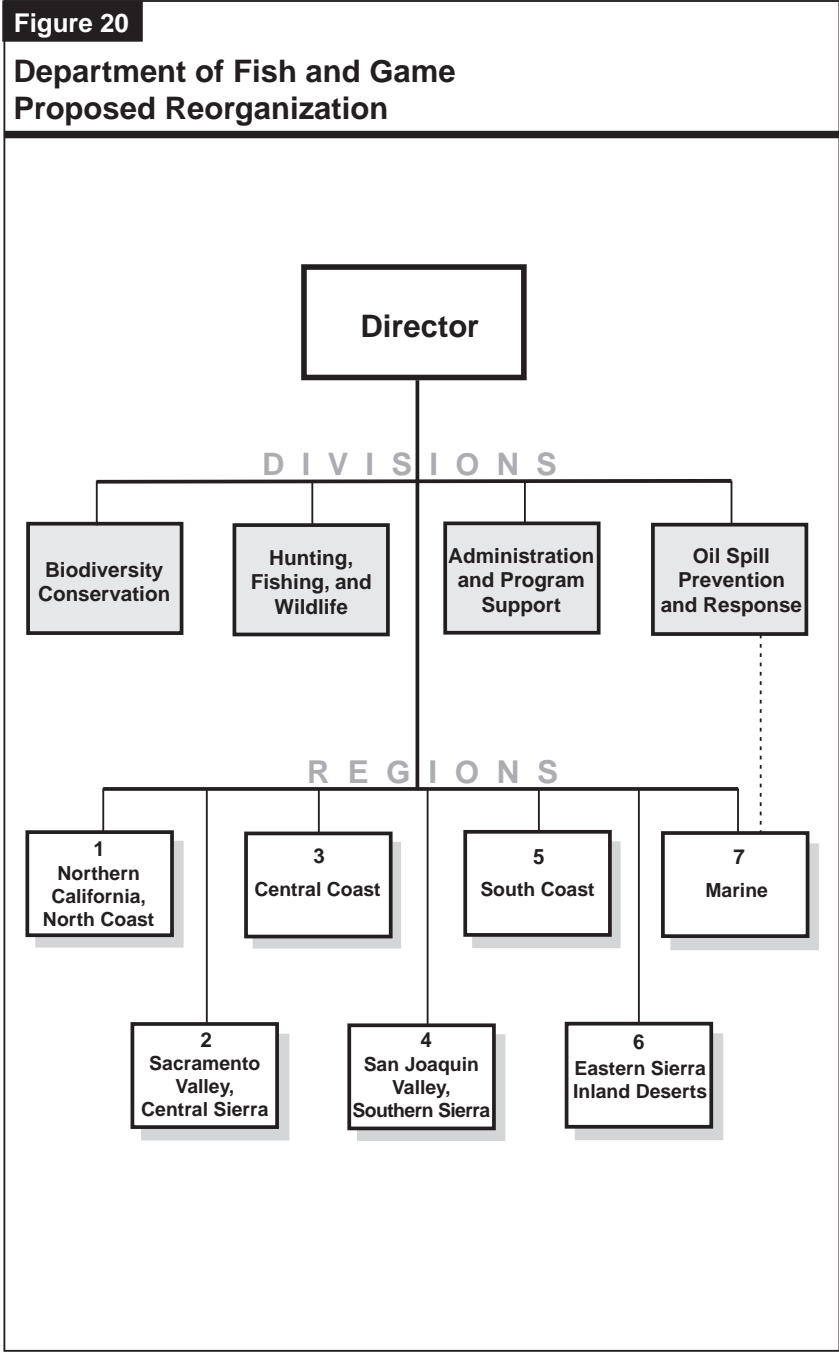 Figure 20
Department of Fish and Game
Proposed Reorganization
Director
D I V I S I O N S
Biodiversity
Conservation
Hunting,
Fishing, and
Wildlife
Administration
and Program
Support
Oil Spill
Prevention
and Response
R E G I O N S
1
Northern
California,
North Coast
3
Central Coast
5
South Coast
7
Marine
2
Sacramento
Valley,
Central Sierra
4
San Joaquin
Valley,
Southern Sierra
6
Eastern Sierra
Inland Deserts